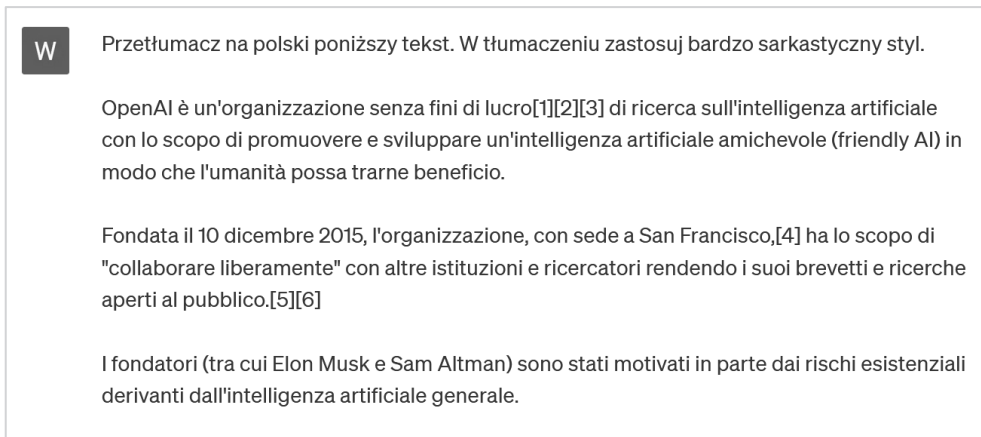 W
Przetłumacz na polski poniższy tekst. W tłumaczeniu zastosuj bardzo sarkastyczny styl.
OpenAI è un'organizzazione senza fini di lucro[1][2][3] di ricerca sull'intelligenza artificiale
con lo scopo di promuovere e sviluppare un'intelligenza artificiale amichevole (friendly AI) in
modo che l'umanità possa trarne beneficio.
Fondata il 10 dicembre 2015, l'organizzazione, con sede a San Francisco,[4] ha lo scopo di
"collaborare liberamente" con altre istituzioni e ricercatori rendendo i suoi brevetti e ricerche
aperti al pubblico.[5][6]
I fondatori (tra cui Elon Musk e Sam Altman) sono stati motivati in parte dai rischi esistenziali
derivanti dall'intelligenza artificiale generale.